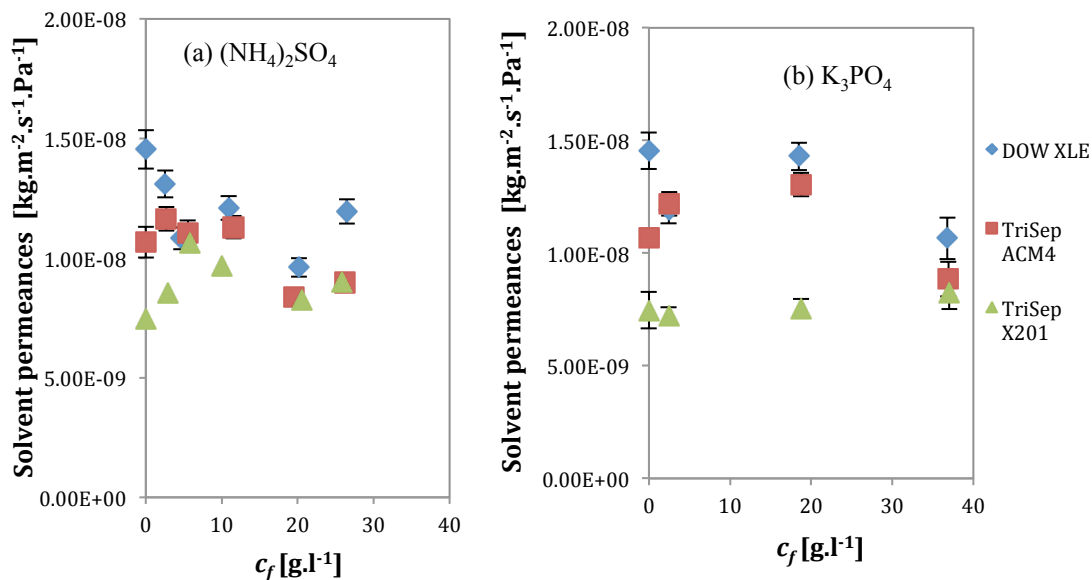 Solvent permeances [kg.m-2.s-1.Pa-1]
2.00E-08
1.50E-08
1.00E-08
5.00E-09
0.00E+00
(a) (NH4)2SO4
0
10
20
30
40
cf [g.l-1]
Solvent permeances [kg.m-2.s-1.Pa-1]
2.00E-08
1.50E-08
1.00E-08
5.00E-09
0.00E+00
(b) K3PO4
0
10
20
30
40
cf [g.l-1]
DOW XLE
TriSep
ACM4
TriSep
X201